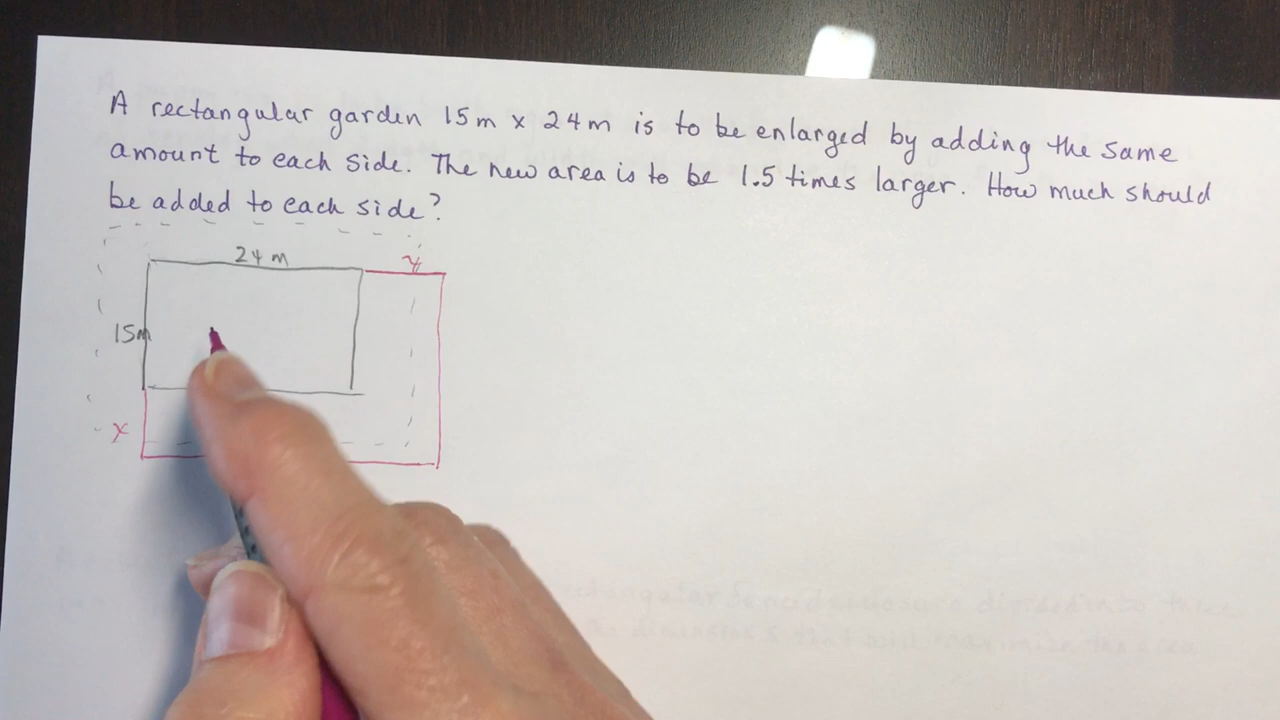 A rectangular garden 15m x 24m is to be enlarged by adding the same
amount to each side. The new area is to be 1.5 times larger. How much should
be added to each side?
24 m
x
15m
x